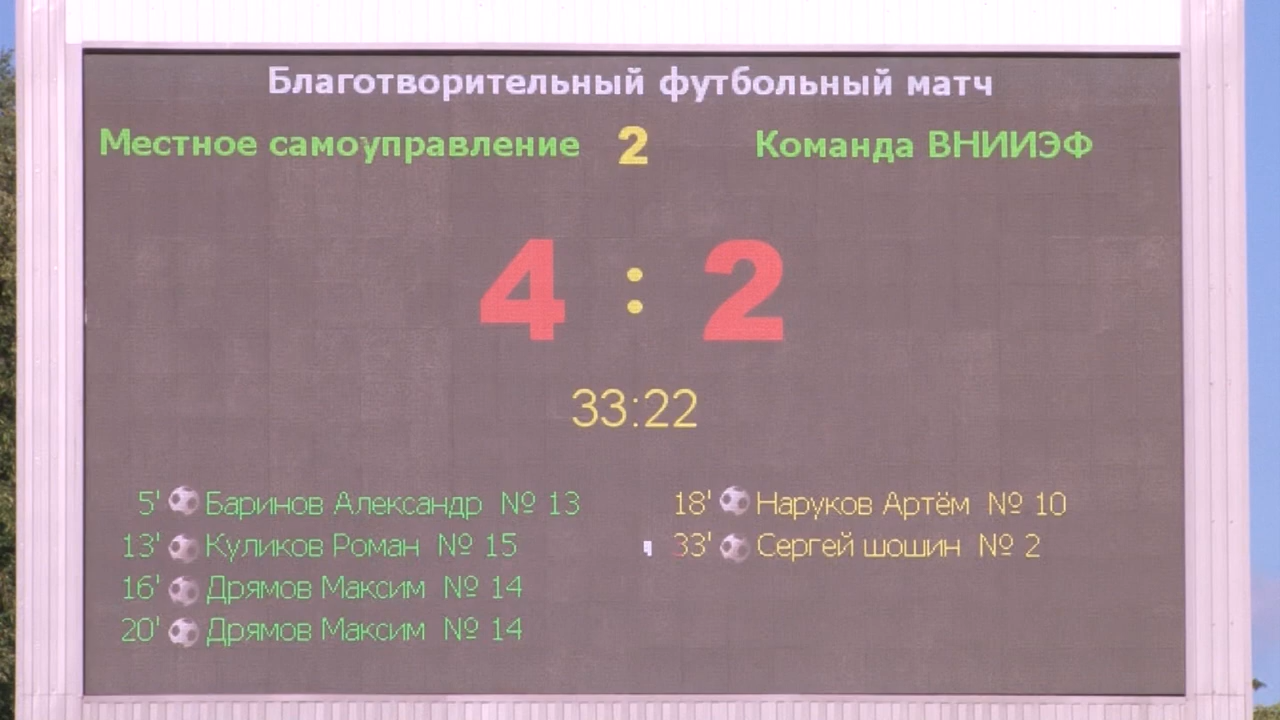 Благотворительный футбольный матч
Местное самоуправление 2 Команда ВНИИЭФ
4 : 2
33:22
5' Баринов Александр № 13 18' Наруков Артём № 10
13' Куликов Роман № 15 33' Сергей шошин № 2
16' Дрямов Максим № 14
20' Дрямов Максим № 14